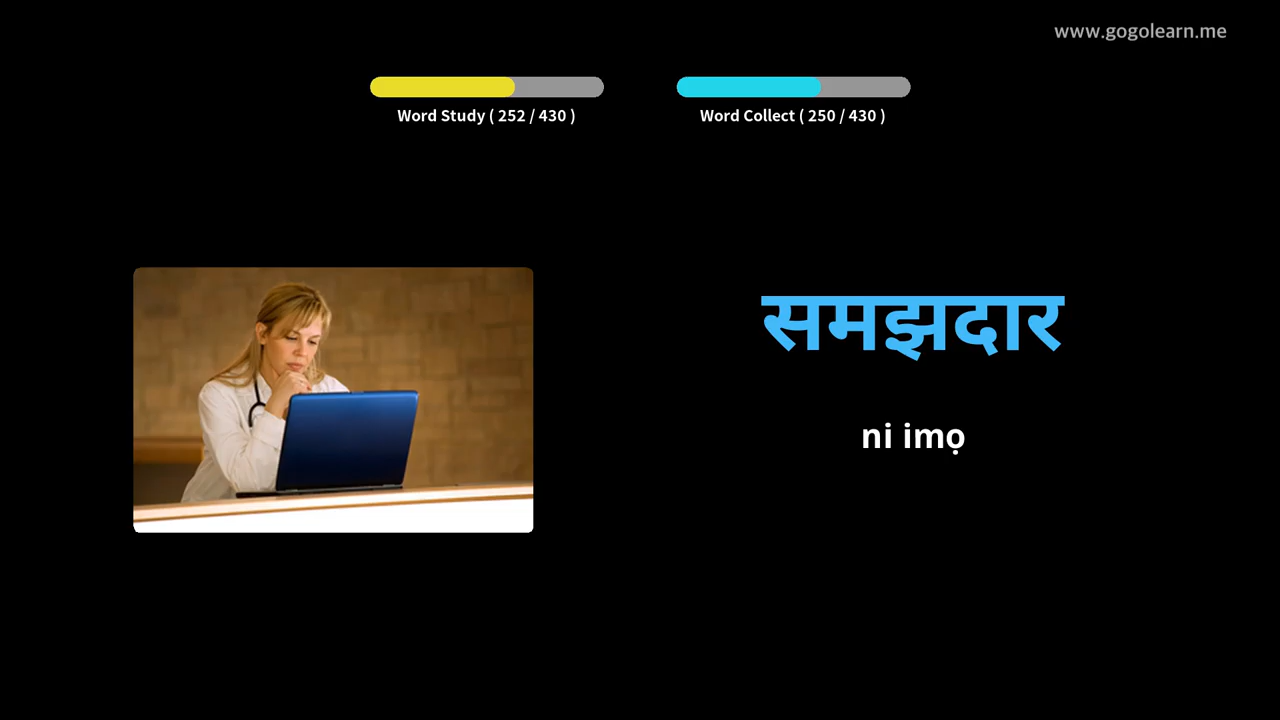 www.gogolearn.me
Word Study ( 252 / 430 )
Word Collect ( 250 / 430 )
समझदार
ni imọ